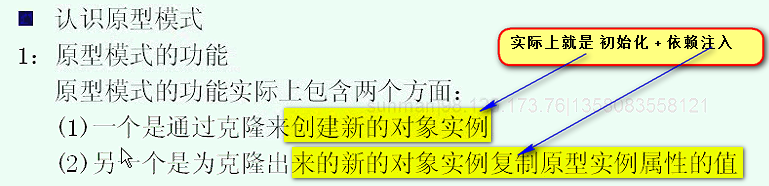 ■ 认识原型模式
实际上就是 初始化 + 依赖注入
1：原型模式的功能
原型模式的功能实际上包含两个方面：
(1)一个是通过克隆来创建新的对象实例
(2)另一个是为克隆出来的新的对象实例复制原型实例属性的值